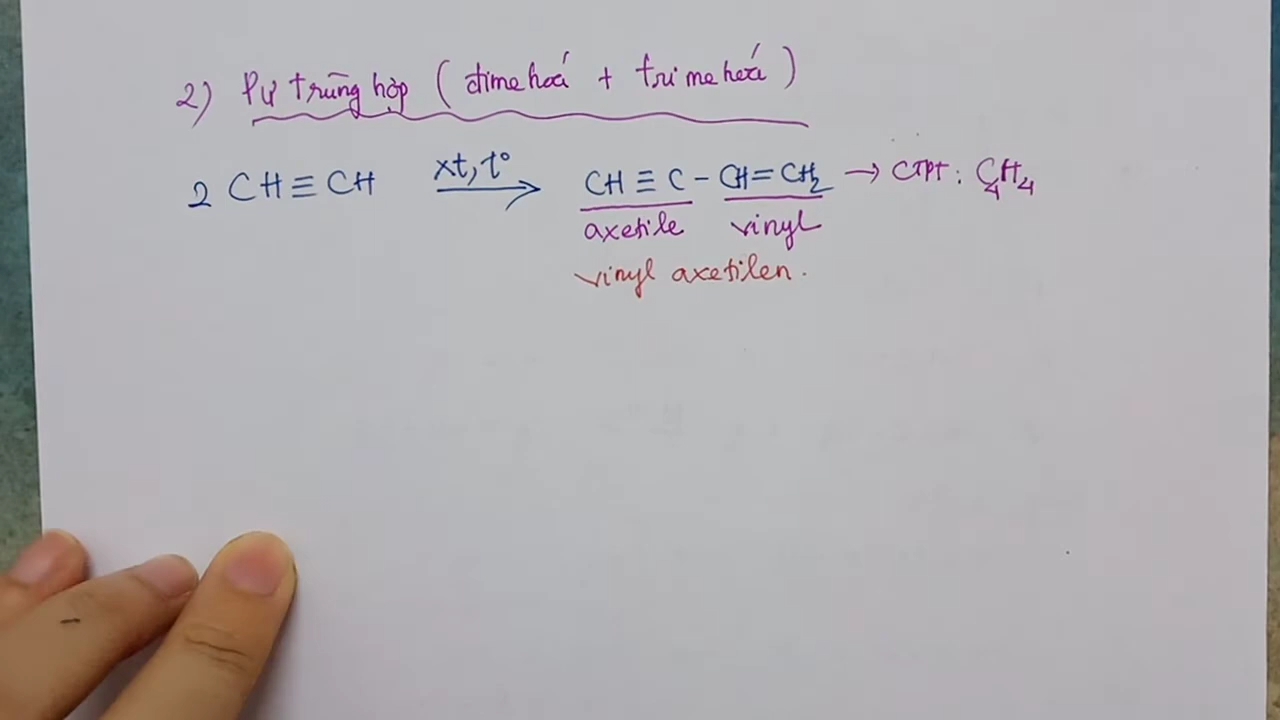 2) Pư trùng hợp (đime hoá + trime hoá)
2 CH≡CH xt, t° → CH≡C-CH=CH₂ → CTPT: C₄H₄
axetile vinyl
vinyl axetilen.